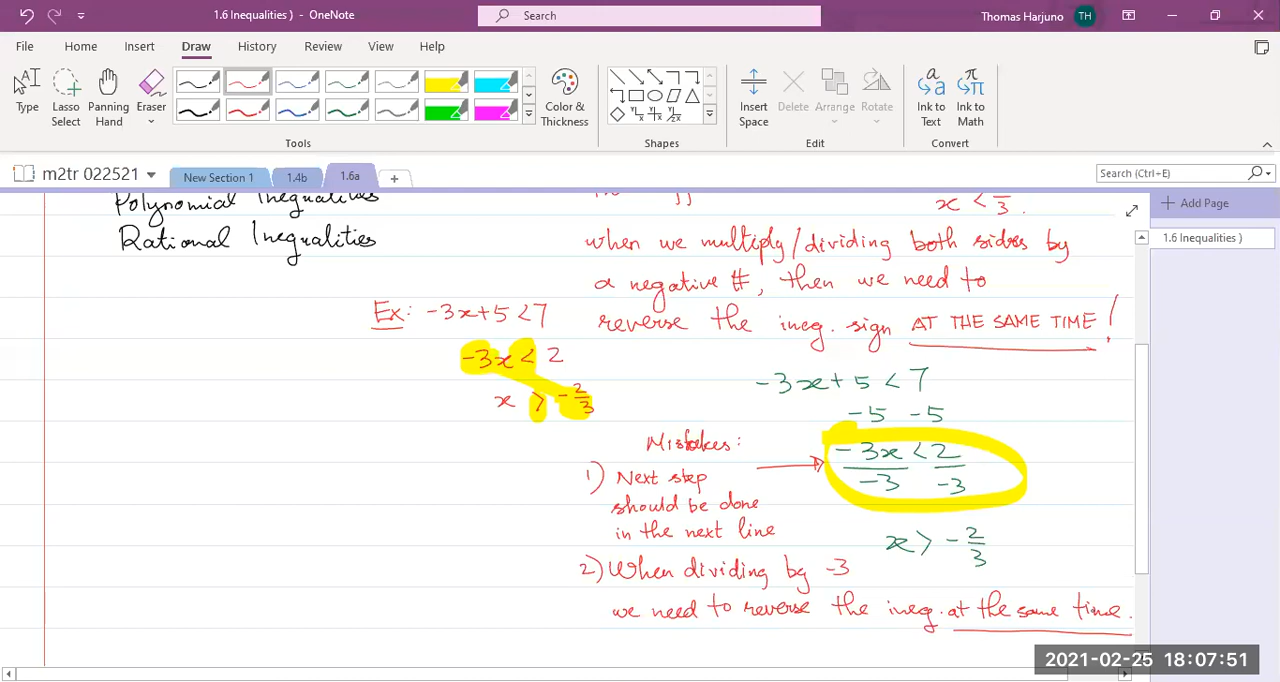 1.6 Inequalities ) - OneNote
Search
Thomas Harjuno
TH
File Home Insert Draw History Review View Help
Type
Lasso Select
Panning Hand
Eraser
Color & Thickness
Insert Space
Delete
Arrange
Rotate
Ink to Text
Ink to Math
Tools
Shapes
Edit
Convert
m2tr 022521
New Section 1
1.4b
1.6a
Search (Ctrl+E)
Add Page
1.6 Inequalities )
Polynomial Inequalities
Rational Inequalities
when we multiply/dividing both sides by
a negative #, then we need to
reverse the ineq. sign AT THE SAME TIME!
Ex: -3x+5 <7
-3x < 2
x > -2/3
-3x + 5 < 7
-5 -5
-3x < 2
-3 -3
x > -2/3
Mistakes:
1) Next step
should be done
in the next line
2) When dividing by -3
we need to reverse the ineq. at the same time.
2021-02-25 18:07:51